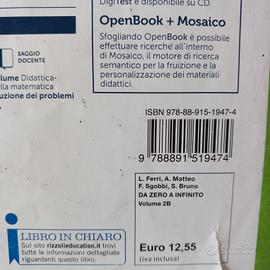 DigiTest è disponibile su CD.
OpenBook + Mosaico
Sfogliando OpenBook è possibile
effettuare ricerche all'interno
di Mosaico, il motore di ricerca
semantico per la fruizione e la
personalizzazione dei materiali
didattici.
SAGGIO
DOCENTE
lume Didattica
lla matematica
uzione dei problemi
ISBN 978-88-915-1947-4
9 788891 519474
L. Ferri, A. Matteo
F. Sgobbi, S. Bruno
DA ZERO A INFINITO
Volume 2B
Euro 12,55
(iva inclusa)
LIBRO IN CHIARO
Sul sito rizzolieducation.it trovi
tutte le informazioni dettagliate
riguardanti questo libro.
subito